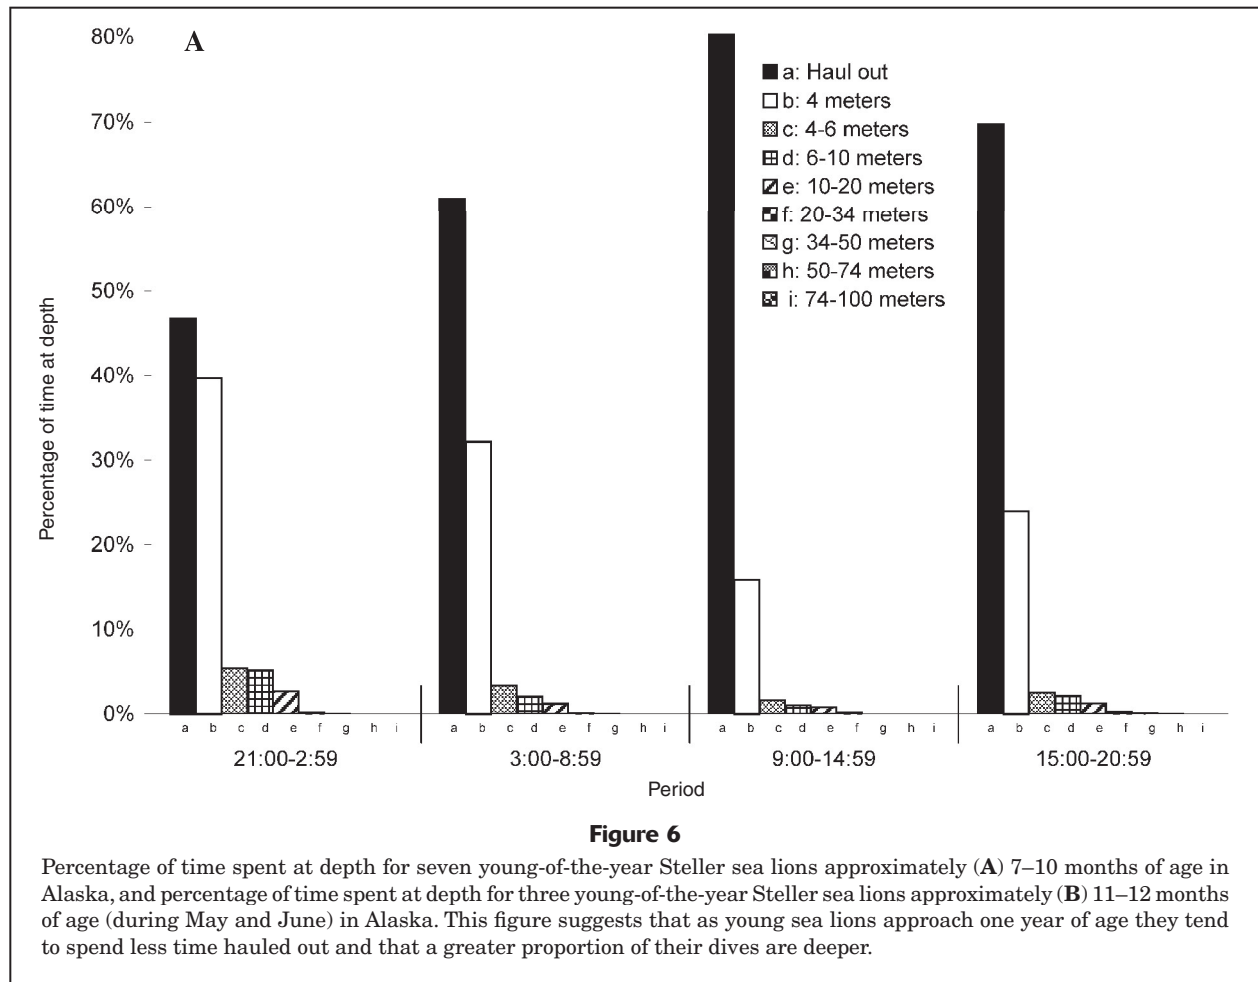 A
80%
70%
60%
50%
40%
30%
20%
10%
0%
Percentage of time at depth
a: Haul out
b: 4 meters
c: 4-6 meters
d: 6-10 meters
e: 10-20 meters
f: 20-34 meters
g: 34-50 meters
h: 50-74 meters
i: 74-100 meters
a b c d e f g h i a b c d e f g h i a b c d e f g h i a b c d e f g h i
21:00-2:59 3:00-8:59 9:00-14:59 15:00-20:59
Period
Figure 6
Percentage of time spent at depth for seven young-of-the-year Steller sea lions approximately (A) 7–10 months of age in
Alaska, and percentage of time spent at depth for three young-of-the-year Steller sea lions approximately (B) 11–12 months
of age (during May and June) in Alaska. This figure suggests that as young sea lions approach one year of age they tend
to spend less time hauled out and that a greater proportion of their dives are deeper.